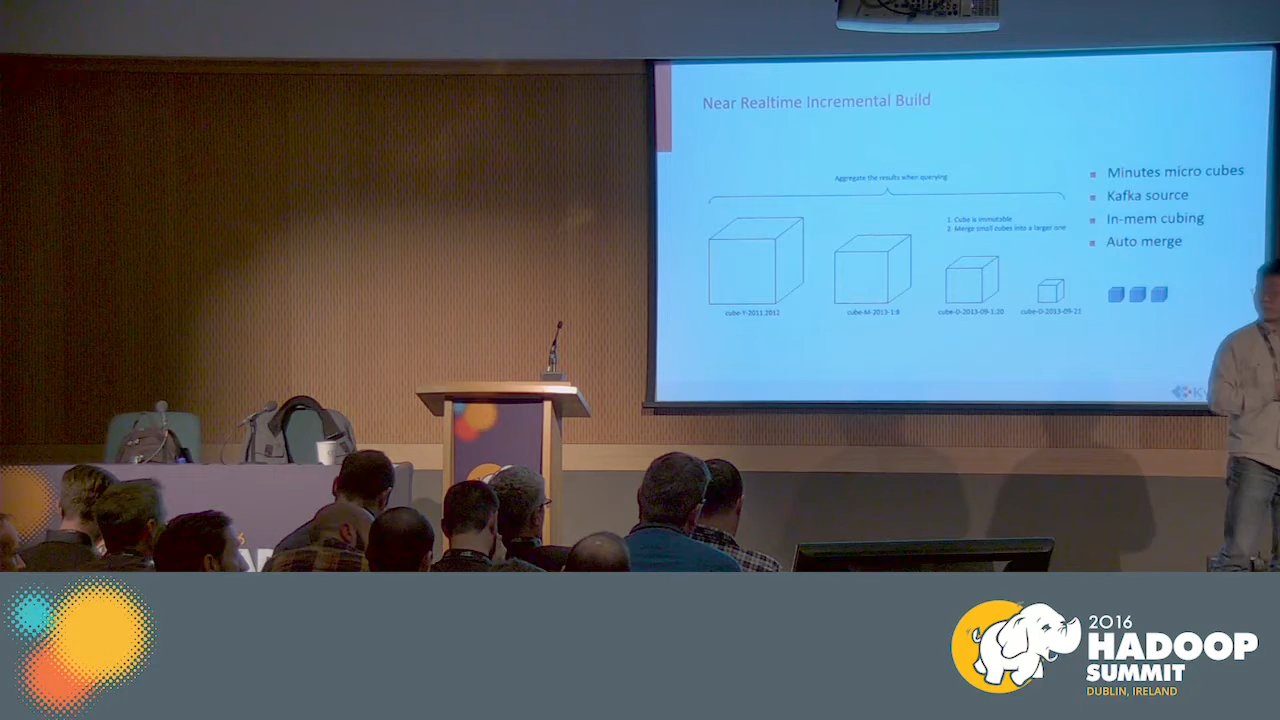 Near Realtime Incremental Build
Aggregate the results when querying
1 Cube is immutable
2 Merge small cubes into a larger one
cube-Y-2011 2012
cube-M-2013-1:8
cube-D-2013-09-1:20
cube-D-2013-09-21
Minutes micro cubes
Kafka source
In-mem cubing
Auto merge
2016
HADOOP
SUMMIT
DUBLIN, IRELAND